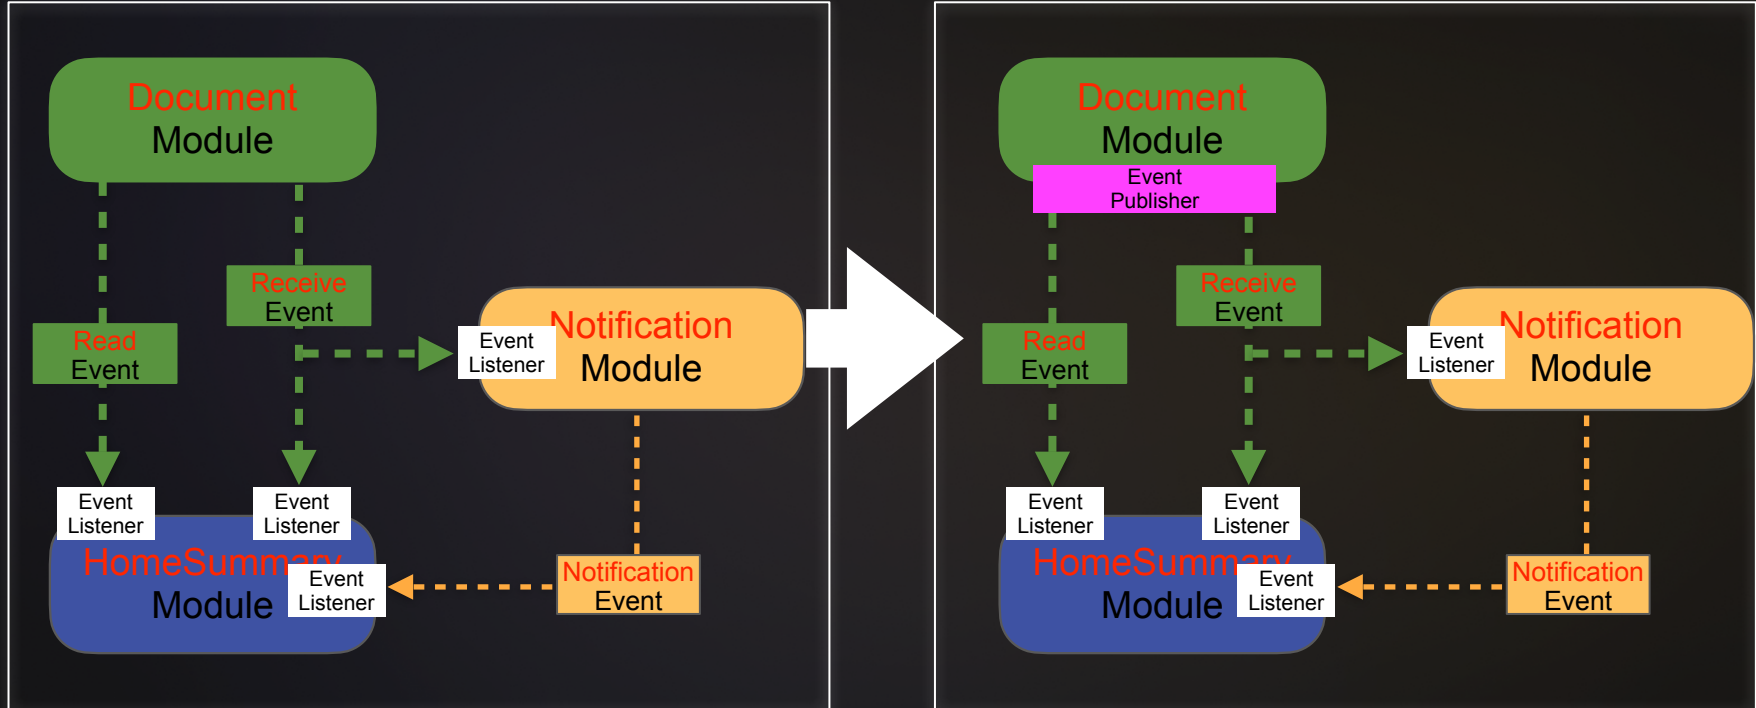 Document
Module
Receive
Event
Read
Event
Event
Listener
Notification
Module
Event
Listener
Event
Listener
HomeSummary
Module
Event
Listener
Notification
Event
Document
Module
Event
Publisher
Receive
Event
Read
Event
Event
Listener
Notification
Module
Event
Listener
Event
Listener
HomeSummary
Module
Event
Listener
Notification
Event